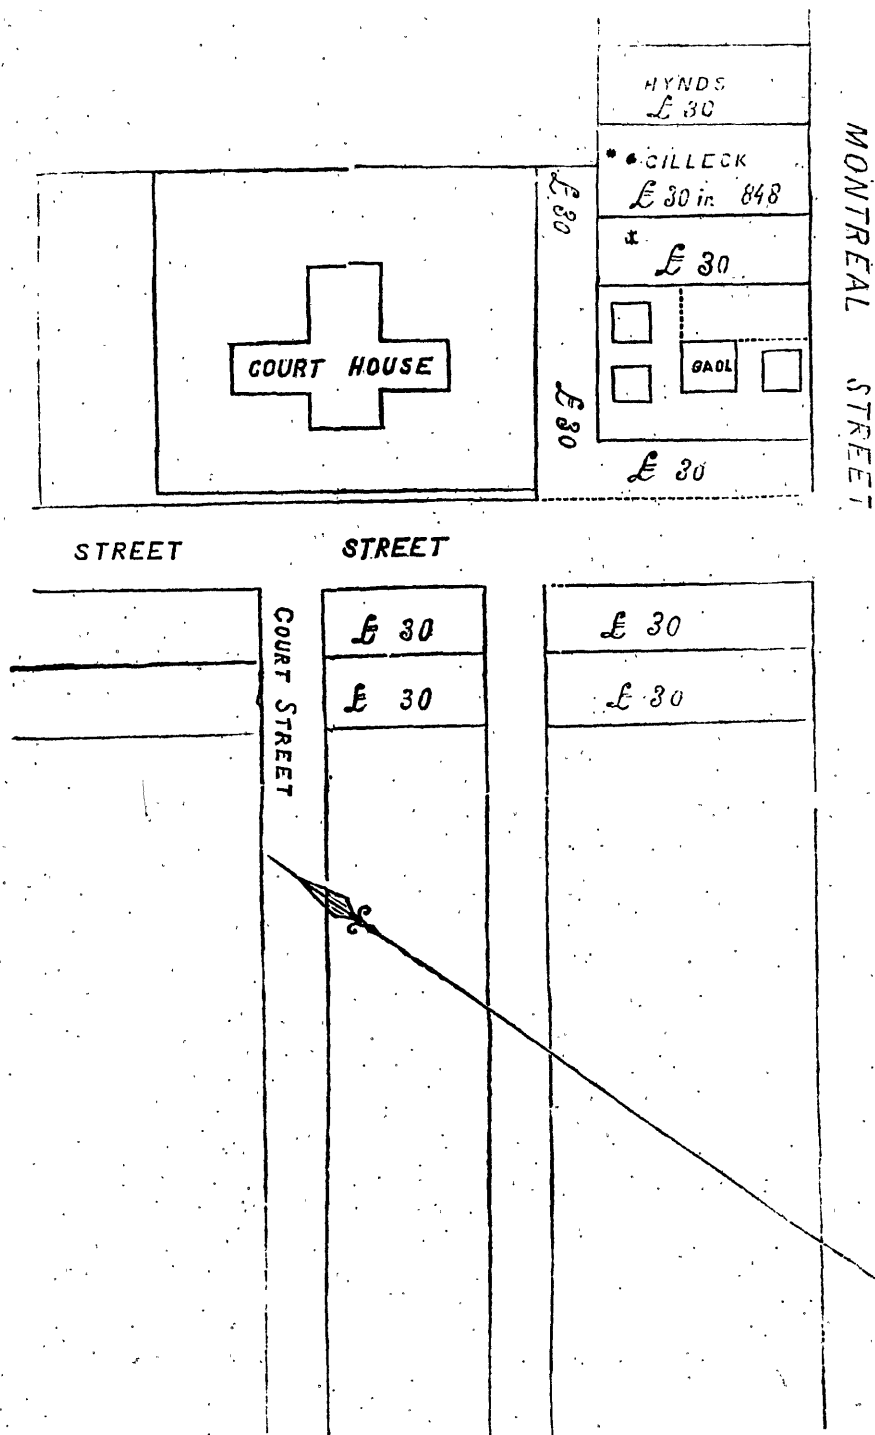 HYNDS
£ 30
* * GILLECK
£ 30 in 848
*
£ 30
MONTREAL STREET
£ 30
COURT HOUSE
GAOL
£ 30
£ 30
STREET STREET
COURT STREET
£ 30
£ 30
£ 30
£ 30